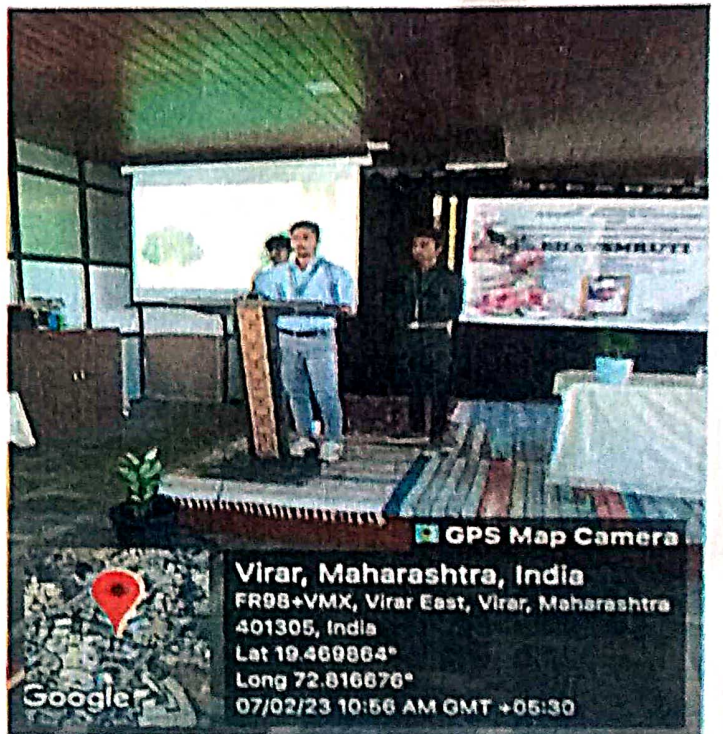 SMRUTI
GPS Map Camera
Virar, Maharashtra, India
FR98+VMX, Virar East, Virar, Maharashtra
401305, India
Lat 19.469864°
Long 72.816676°
07/02/23 10:56 AM GMT +05:30
Google